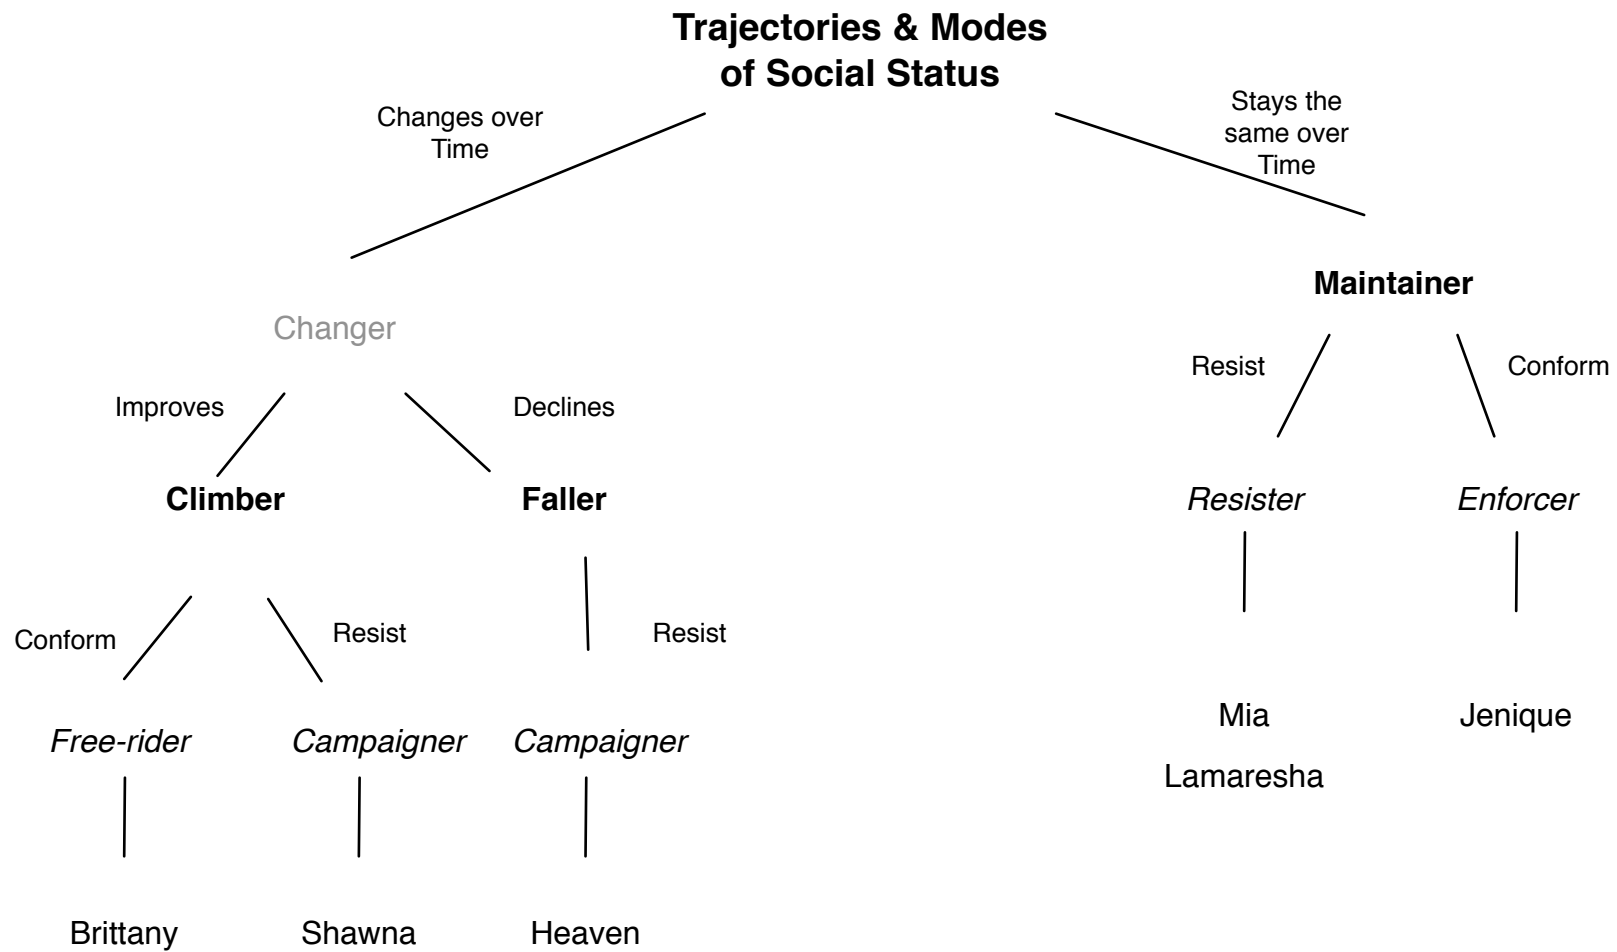 Trajectories & Modes
of Social Status
Changes over
Time
Stays the
same over
Time
Changer
Maintainer
Improves
Declines
Resist
Conform
Climber
Faller
Resister
Enforcer
Conform
Resist
Resist
Free-rider
Campaigner
Campaigner
Mia
Lamaresha
Jenique
Brittany
Shawna
Heaven